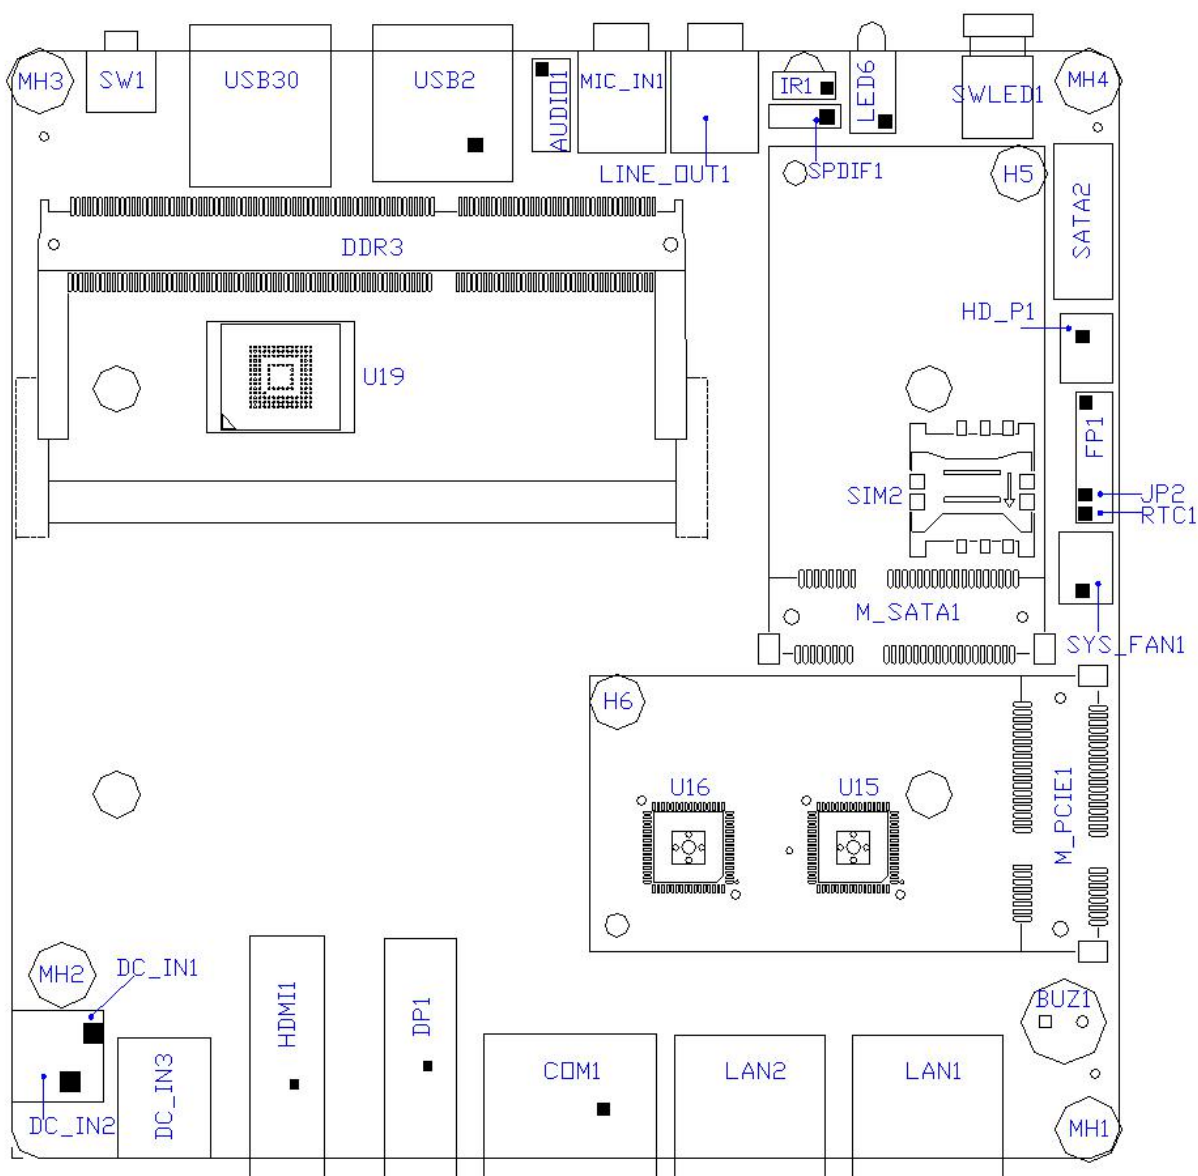 MH3
SW1
USB30
USB2
AUDIO1
MIC_IN1
LINE_OUT1
IR1
SPDIF1
LED6
SWLED1
MH4
H5
SATA2
DDR3
HD_P1
U19
FP1
SIM2
JP2
RTC1
M_SATA1
SYS_FAN1
H6
U16
U15
M_PCIE1
MH2
DC_IN1
HDMI1
DP1
BUZ1
DC_IN2
DC_IN3
COM1
LAN2
LAN1
MH1